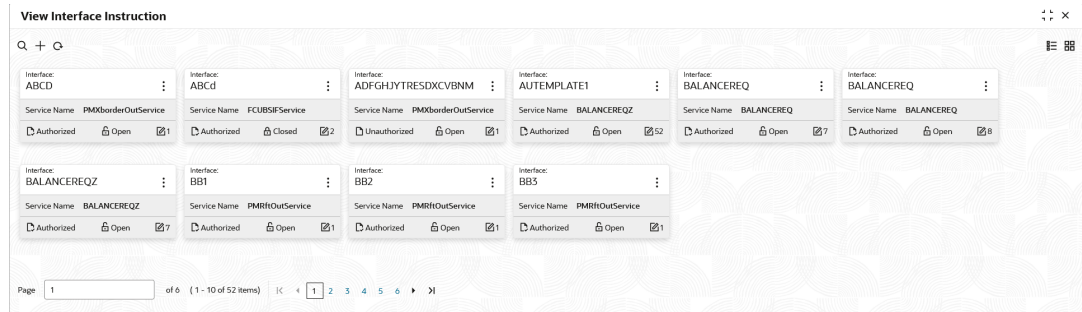 View Interface Instruction
Interface:
ABCD
Service Name PMXborderOutService
Authorized Open 1
Interface:
ABCd
Service Name FCUBSIFService
Authorized Closed 2
Interface:
ADFGHJYTRESDXCVBNM
Service Name PMXborderOutService
Unauthorized Open 1
Interface:
AUTEMPLATE1
Service Name BALANCEREQZ
Authorized Open 52
Interface:
BALANCEREQ
Service Name BALANCEREQ
Authorized Open 7
Interface:
BALANCEREQ
Service Name BALANCEREQ
Authorized Open 8
Interface:
BALANCEREQZ
Service Name BALANCEREQZ
Authorized Open 7
Interface:
BB1
Service Name PMRftOutService
Authorized Open 1
Interface:
BB2
Service Name PMRftOutService
Authorized Open 1
Interface:
BB3
Service Name PMRftOutService
Authorized Open 1
Page 1 of 6 ( 1 - 10 of 52 items) 1 2 3 4 5 6